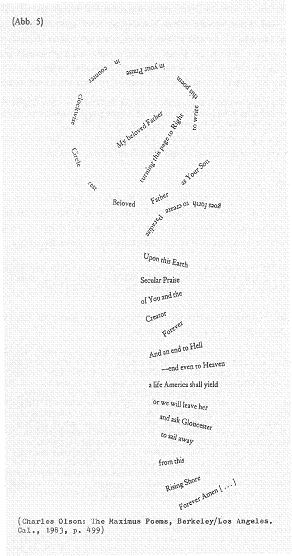 (Abb. 5)
My beloved Father
turning this page to Right
to write
this poem
in your Praise
in counter
clockwise
Circle
Beloved
Father
as Your Son
goes forth to create
Paradise
Upon this Earth
Secular Praise
of You and the
Creator
Forever
And an end to Hell
—end even to Heaven
a life America shall yield
or we will leave her
and ask Gloucester
to sail away
from this
Rising Shore
Forever Amen [...]
(Charles Olson: The Maximus Poems, Berkeley/Los Angeles,
Cal., 1983, p. 499)